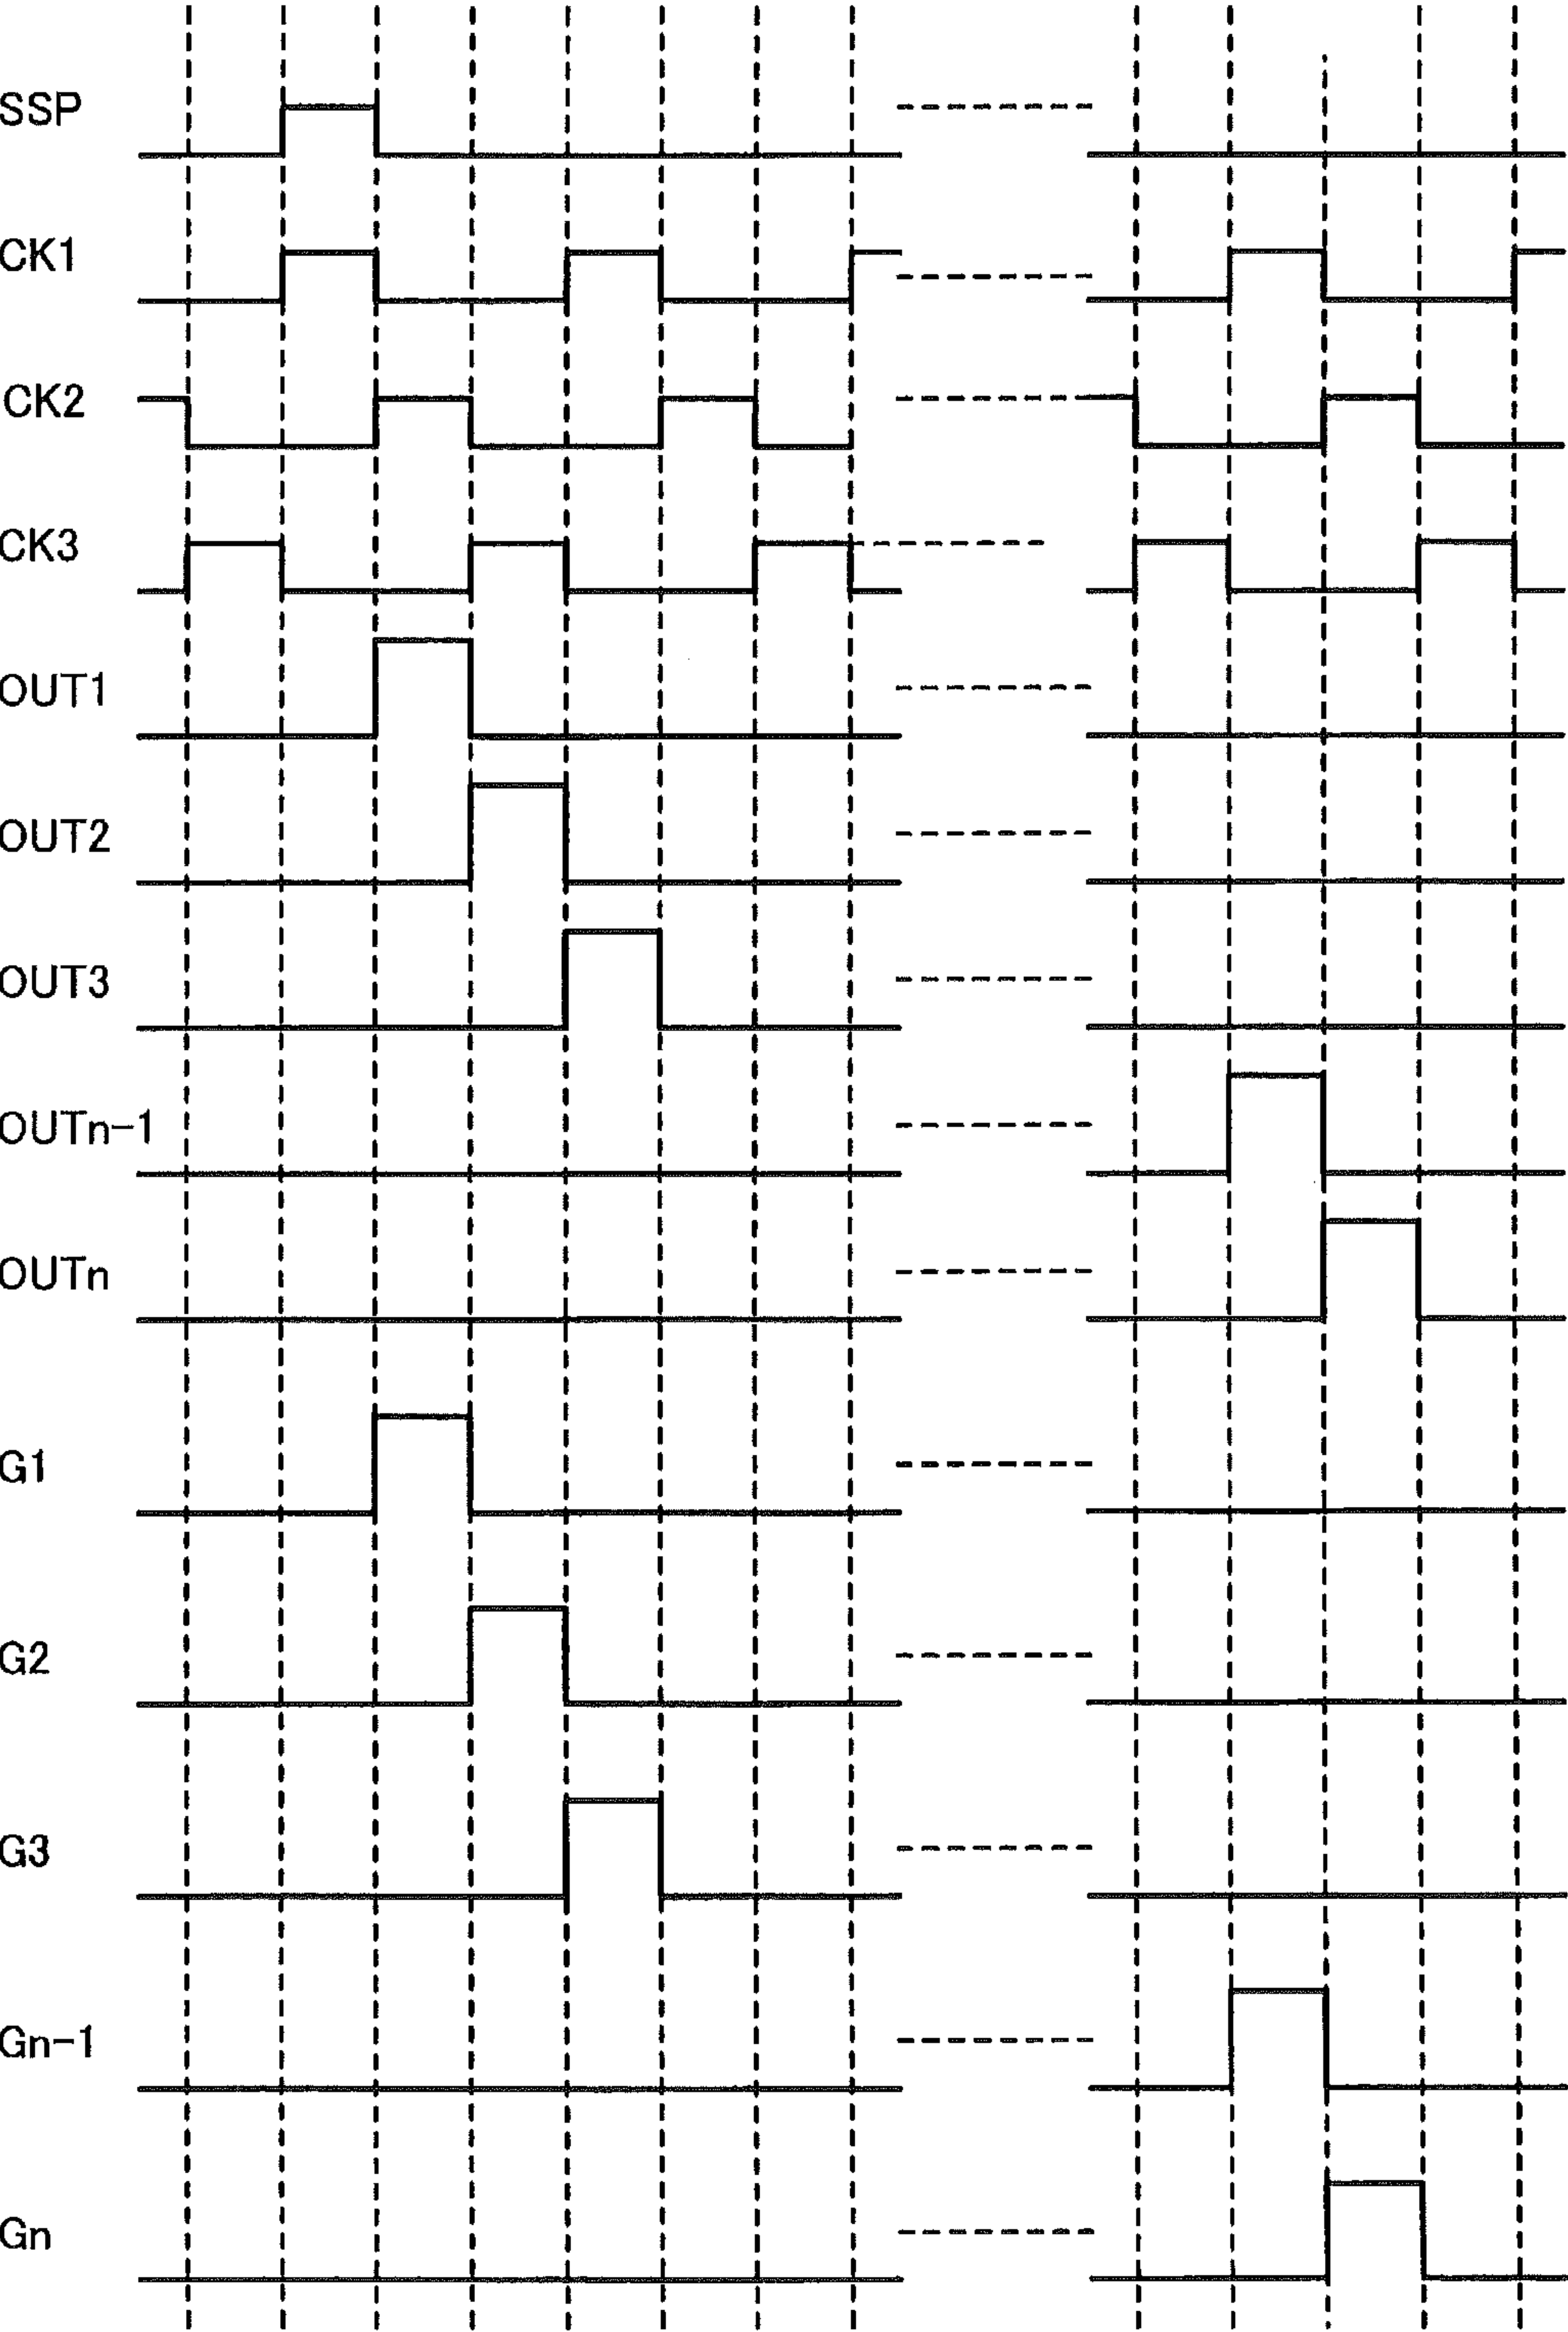 SSP
CK1
CK2
CK3
OUT1
OUT2
OUT3
OUTn-1
OUTn
G1
G2
G3
Gn-1
Gn